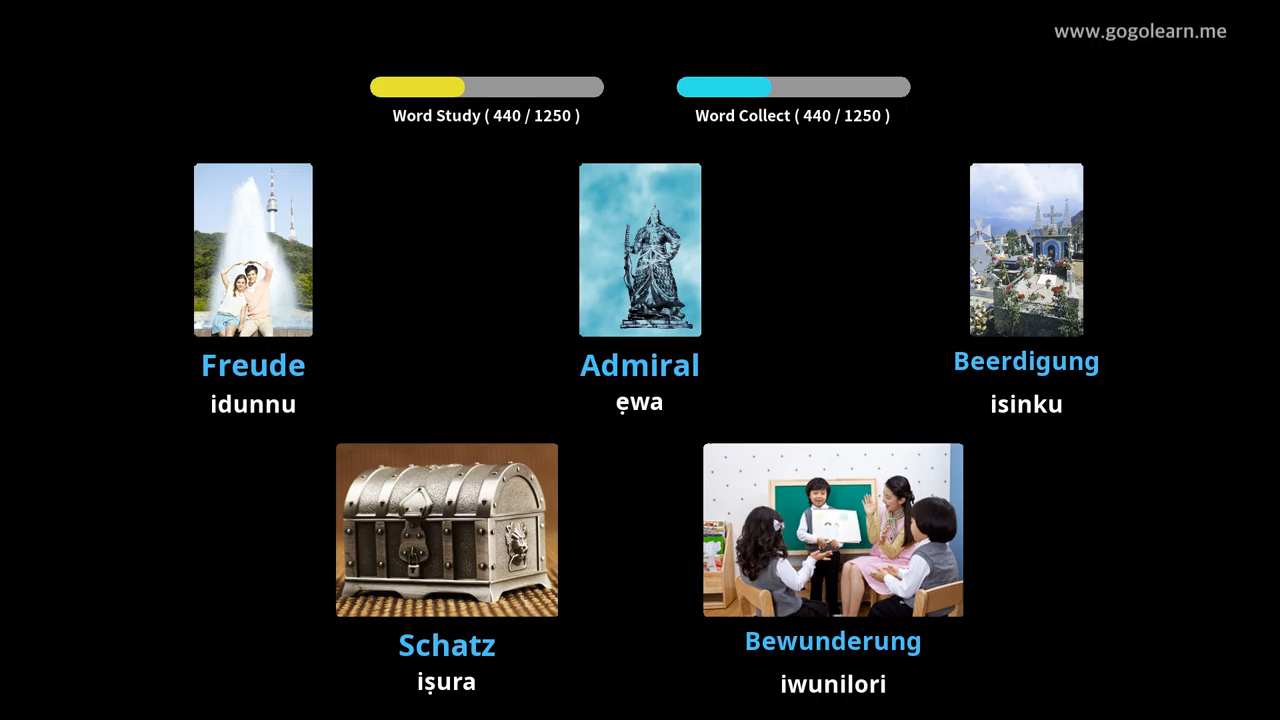 www.gogolearn.me
Word Study ( 440 / 1250 )
Word Collect ( 440 / 1250 )
Freude
idunnu
Admiral
ẹwa
Beerdigung
isinku
Schatz
iṣura
Bewunderung
iwunilori